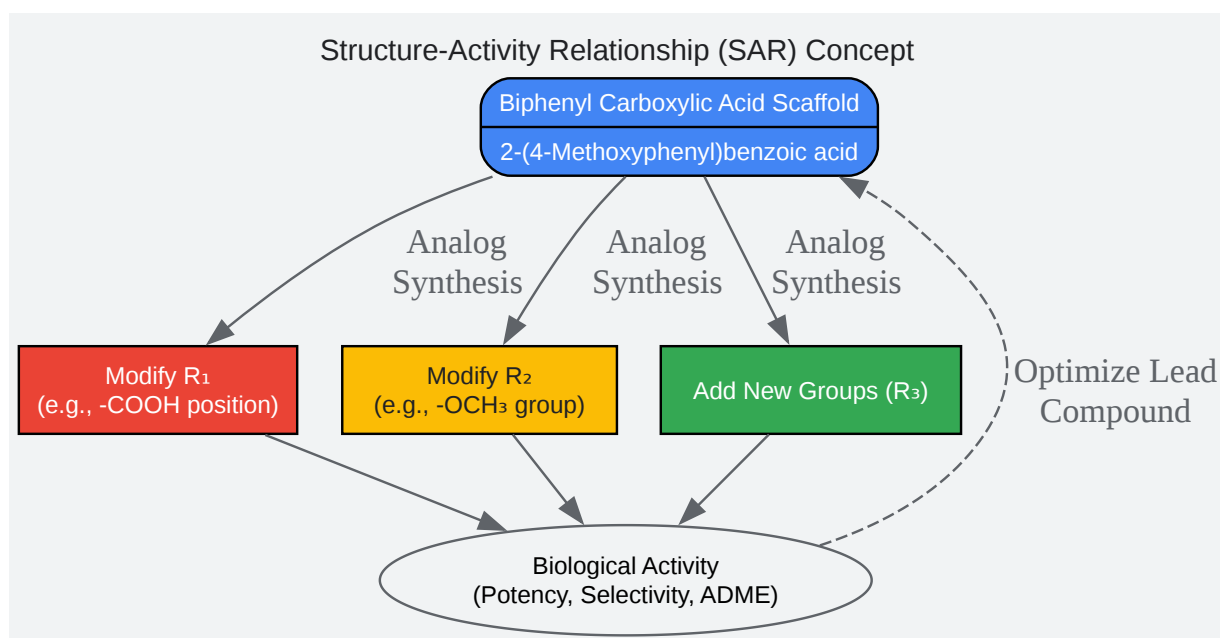 Structure-Activity Relationship (SAR) Concept
Biphenyl Carboxylic Acid Scaffold
2-(4-Methoxyphenyl)benzoic acid
Analog
Synthesis
Analog
Synthesis
Analog
Synthesis
Modify R₁
(e.g., -COOH position)
Modify R₂
(e.g., -OCH₃ group)
Add New Groups (R₃)
Optimize Lead
Compound
Biological Activity
(Potency, Selectivity, ADME)